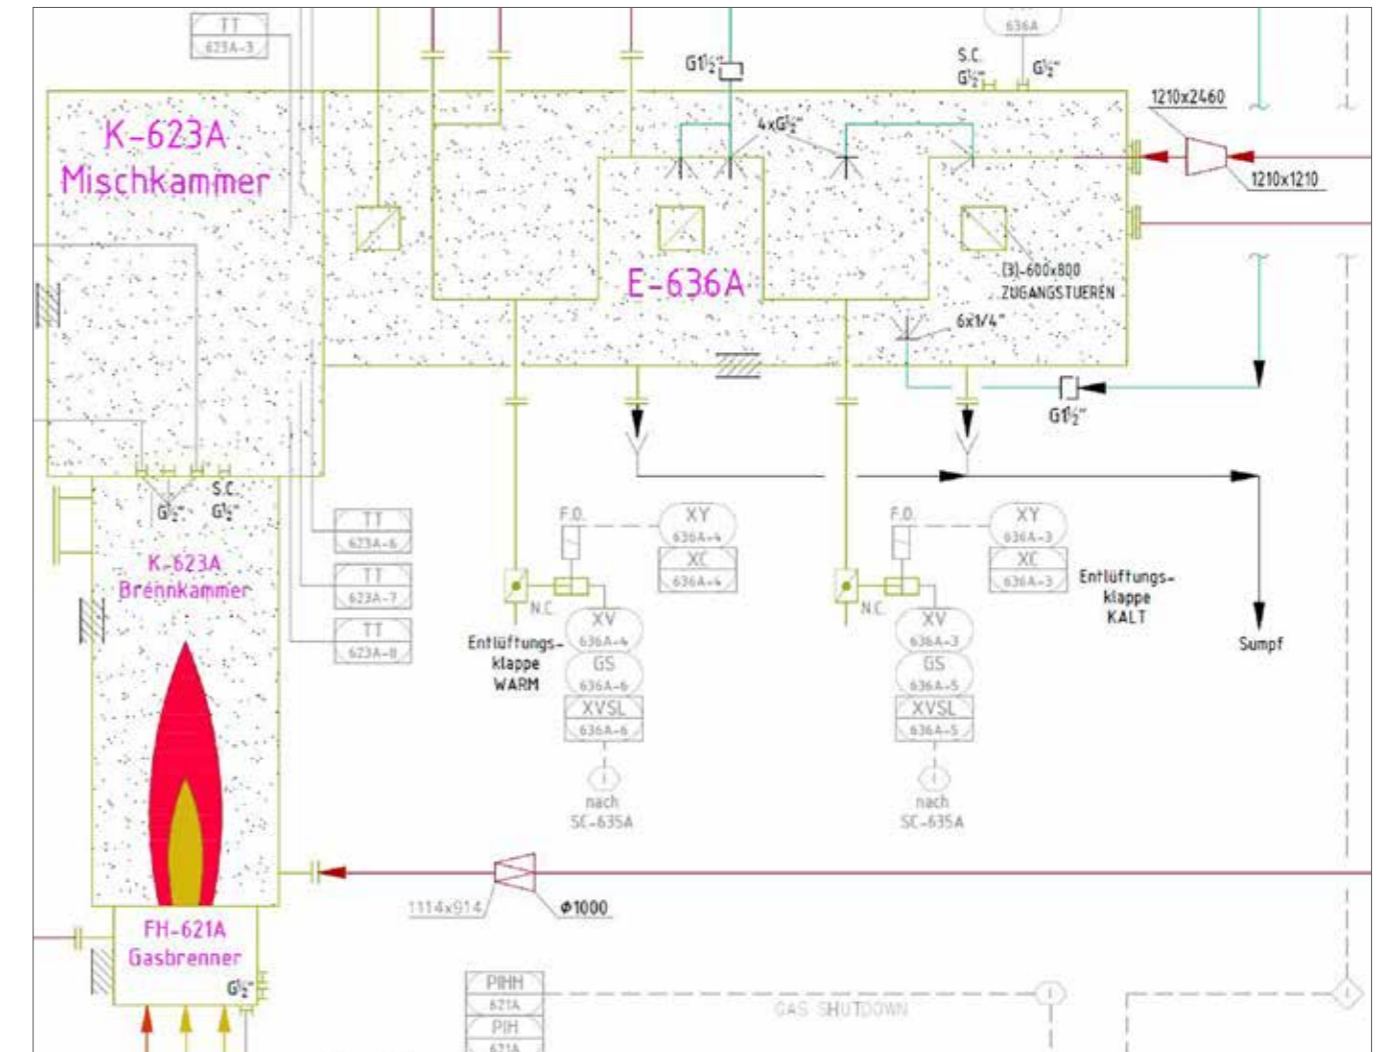 TT
623A-3
636A
S.C.
G½"
G½"
G1½"
1210x2460
4xG½"
K-623A
Mischkammer
1210x1210
E-636A
(3)-600x800
ZUGANGSTUEREN
6x1/4"
G1½"
S.C.
G½"
G½"
TT
623A-6
F.O.
XY
636A-4
XC
636A-4
F.O.
XY
636A-3
XC
636A-3
K-623A
Brennkammer
TT
623A-7
N.C.
N.C.
Entlüftungs-
klappe
KALT
TT
623A-8
Entlüftungs-
klappe
WARM
XV
636A-4
GS
636A-6
XVSL
636A-6
XV
636A-3
GS
636A-5
XVSL
636A-5
Sumpf
I
nach
SC-635A
I
nach
SC-635A
1114x914
Φ1000
FH-621A
Gasbrenner
G½"
PIHH
621A
PIH
621A
GAS SHUTDOWN
I
I